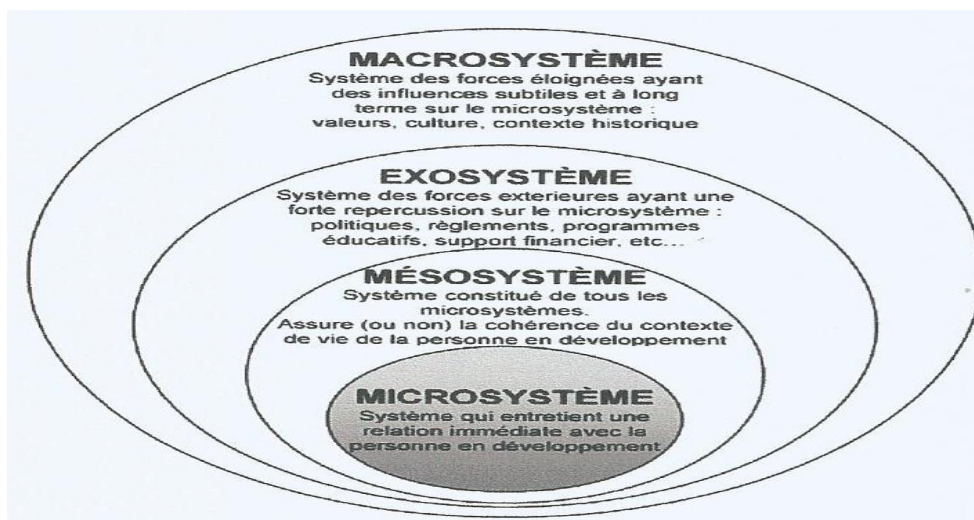 MACROSYSTÈME
Système des forces éloignées ayant
des influences subtiles et à long
terme sur le microsystème :
valeurs, culture, contexte historique
EXOSYSTÈME
Système des forces exterieures ayant une
forte repercussion sur le microsystème :
politiques, règlements, programmes
éducatifs, support financier, etc...
MÉSOSYSTÈME
Système constitué de tous les
microsystèmes.
Assure (ou non) la cohérence du contexte
de vie de la personne en développement
MICROSYSTÈME
Système qui entretient une
relation immédiate avec la
personne en développement